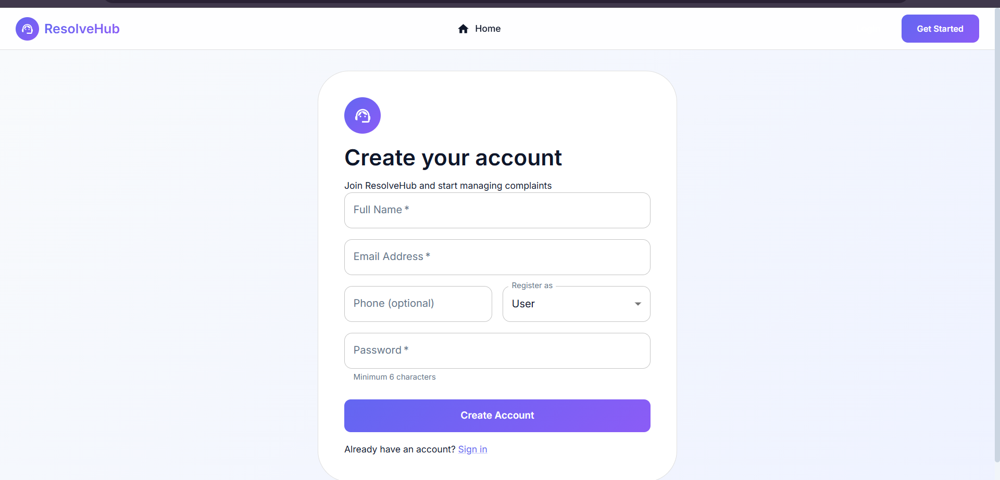 ResolveHub
Home
Get Started
Create your account
Join ResolveHub and start managing complaints
Full Name *
Email Address *
Phone (optional)
Register as
User
Password *
Minimum 6 characters
Create Account
Already have an account? Sign in